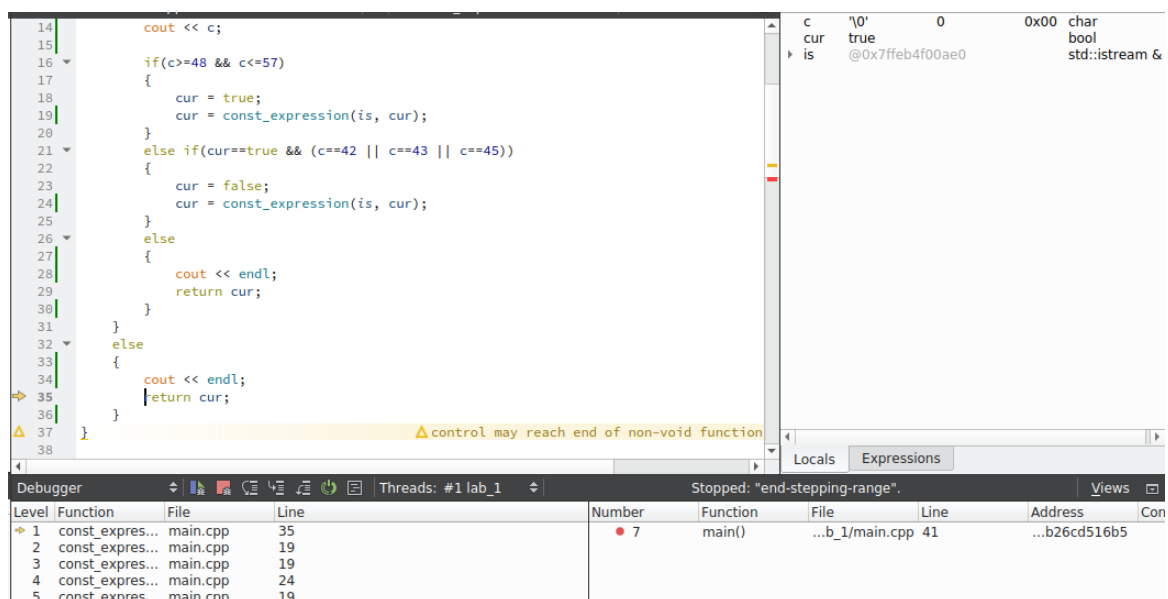 14 cout << c;
15
16 if(c>=48 && c<=57)
17 {
18 cur = true;
19 cur = const_expression(is, cur);
20 }
21 else if(cur==true && (c==42 || c==43 || c==45))
22 {
23 cur = false;
24 cur = const_expression(is, cur);
25 }
26 else
27 {
28 cout << endl;
29 return cur;
30 }
31 }
32 else
33 {
34 cout << endl;
35 return cur;
36 }
37 } control may reach end of non-void function
38
c '\0' 0 0x00 char
cur true bool
is @0x7ffeb4f00ae0 std::istream &
Locals Expressions
Debugger Threads: #1 lab_1 Stopped: "end-stepping-range". Views
Level Function File Line
1 const_expres... main.cpp 35
2 const_expres... main.cpp 19
3 const_expres... main.cpp 19
4 const_expres... main.cpp 24
5 const_expres... main.cpp 19
Number Function File Line Address Con
7 main() ...b_1/main.cpp 41 ...b26cd516b5